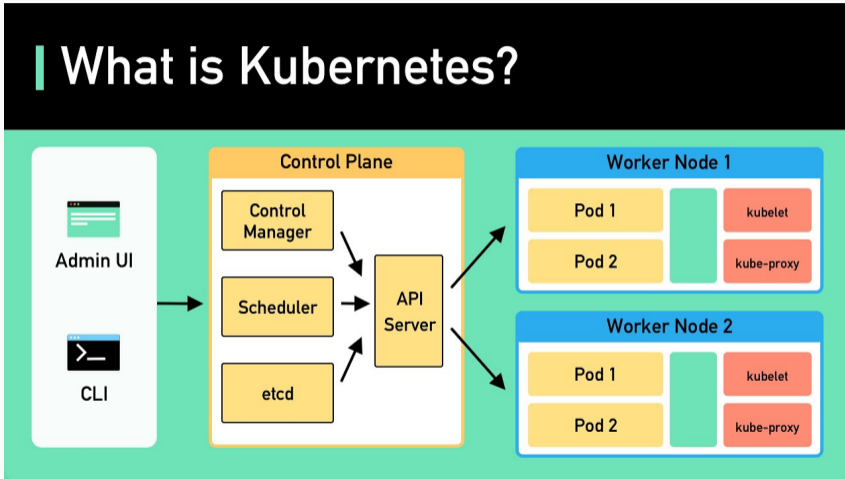 What is Kubernetes?
Admin UI
CLI
Control Plane
Control
Manager
Scheduler
etcd
API
Server
Worker Node 1
Pod 1
kubelet
Pod 2
kube-proxy
Worker Node 2
Pod 1
kubelet
Pod 2
kube-proxy